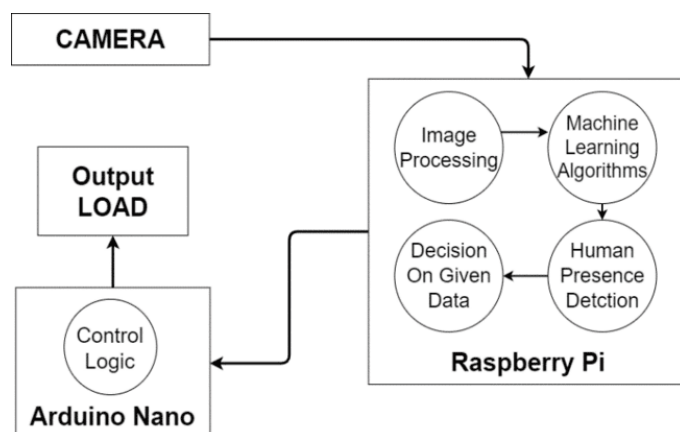 CAMERA
Image
Processing
Machine
Learning
Algorithms
Output
LOAD
Decision
On Given
Data
Human
Presence
Detction
Control
Logic
Raspberry Pi
Arduino Nano